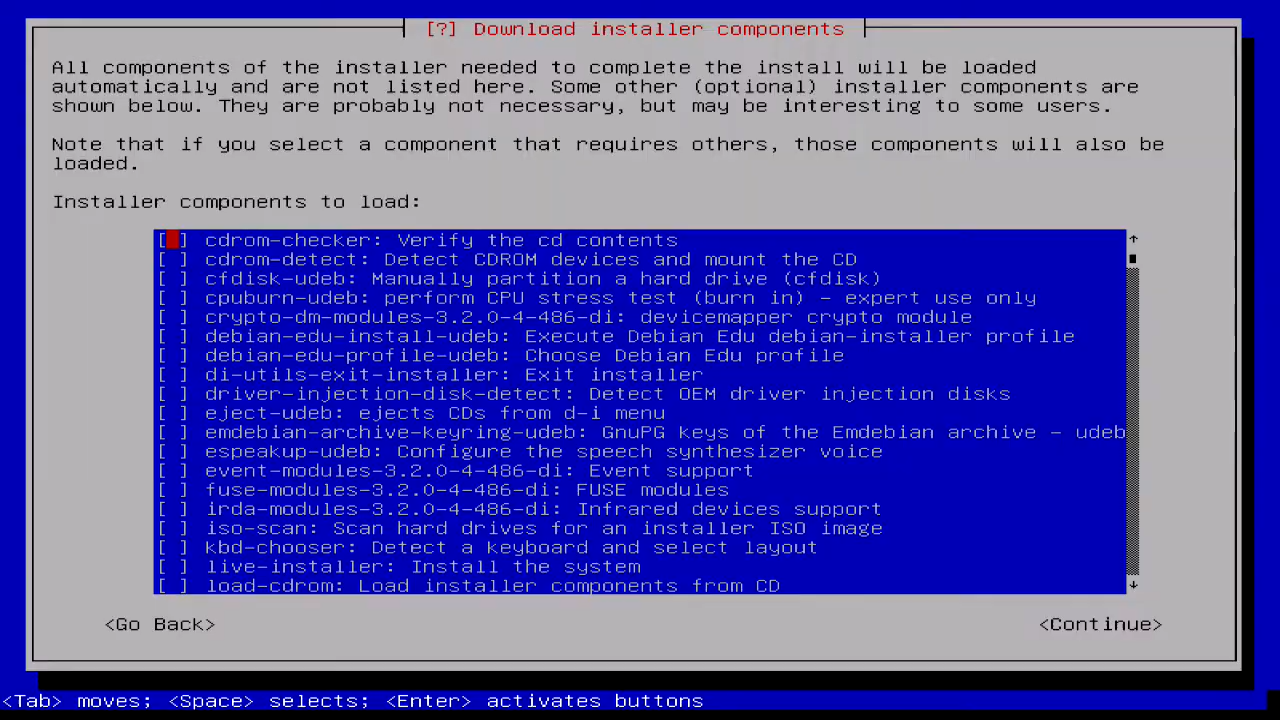 [?] Download installer components
All components of the installer needed to complete the install will be loaded
automatically and are not listed here. Some other (optional) installer components are
shown below. They are probably not necessary, but may be interesting to some users.
Note that if you select a component that requires others, those components will also be
loaded.
Installer components to load:
[ ] cdrom-checker: Verify the cd contents
[ ] cdrom-detect: Detect CDROM devices and mount the CD
[ ] cfdisk-udeb: Manually partition a hard drive (cfdisk)
[ ] cpuburn-udeb: perform CPU stress test (burn in) - expert use only
[ ] crypto-dm-modules-3.2.0-4-486-di: devicemapper crypto module
[ ] debian-edu-install-udeb: Execute Debian Edu debian-installer profile
[ ] debian-edu-profile-udeb: Choose Debian Edu profile
[ ] di-utils-exit-installer: Exit installer
[ ] driver-injection-disk-detect: Detect OEM driver injection disks
[ ] eject-udeb: ejects CDs from d-i menu
[ ] emdebian-archive-keyring-udeb: GnuPG keys of the Emdebian archive - udeb
[ ] espeakup-udeb: Configure the speech synthesizer voice
[ ] event-modules-3.2.0-4-486-di: Event support
[ ] fuse-modules-3.2.0-4-486-di: FUSE modules
[ ] irda-modules-3.2.0-4-486-di: Infrared devices support
[ ] iso-scan: Scan hard drives for an installer ISO image
[ ] kbd-chooser: Detect a keyboard and select layout
[ ] live-installer: Install the system
[ ] load-cdrom: Load installer components from CD
<Go Back> <Continue>
<Tab> moves; <Space> selects; <Enter> activates buttons